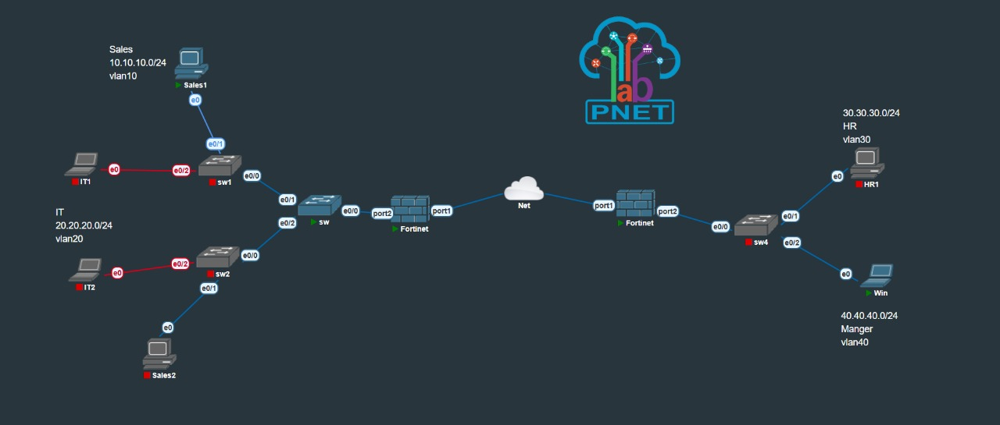 Sales
10.10.10.0/24
vlan10
Sales1
e0
e0/1
IT1
e0
e0/2
sw1
e0/0
IT
20.20.20.0/24
vlan20
e0/1
e0/2
sw
e0/0
port2
Fortinet
port1
Net
port1
Fortinet
port2
e0/0
sw4
e0/1
e0/2
IT2
e0
e0/2
sw2
e0/0
e0/1
e0
Sales2
lab
PNET
30.30.30.0/24
HR
vlan30
e0
HR1
e0
Win
40.40.40.0/24
Manger
vlan40